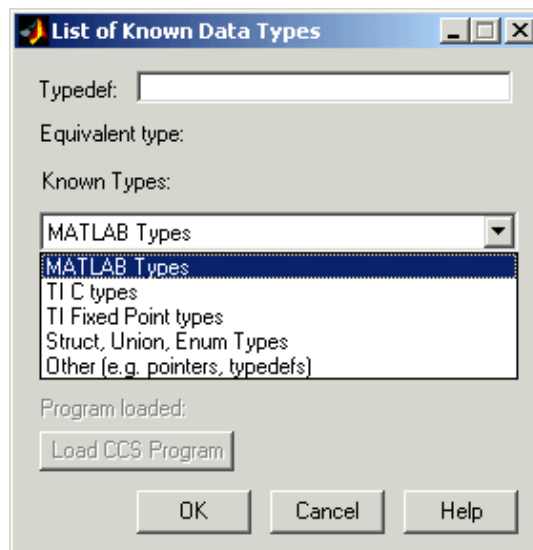 List of Known Data Types
Typedef:
Equivalent type:
Known Types:
MATLAB Types
MATLAB Types
TI C types
TI Fixed Point types
Struct, Union, Enum Types
Other (e.g. pointers, typedefs)
Program loaded:
Load CCS Program
OK Cancel Help